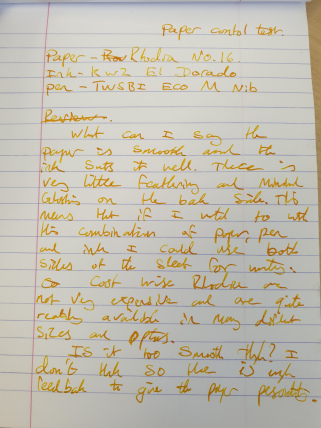 Paper control test.
Paper - Rhodia No. 16.
Ink - KWZ El Dorado
pen - TWSBI Eco M Nib
Review.
What can I say the
paper is smooth and the
ink suits it well. There is
very little feathering and minimal
ghosting on the back side. This
means that if I wanted to with
this combination of paper, pen
and ink I could use both
sides of the sheet for writing.
So cost wise Rhodia are
not very expensive and are quite
readily available in many different
sizes and options.
Is it too smooth though? I
don't think so there is enough
feedback to give the paper personality.